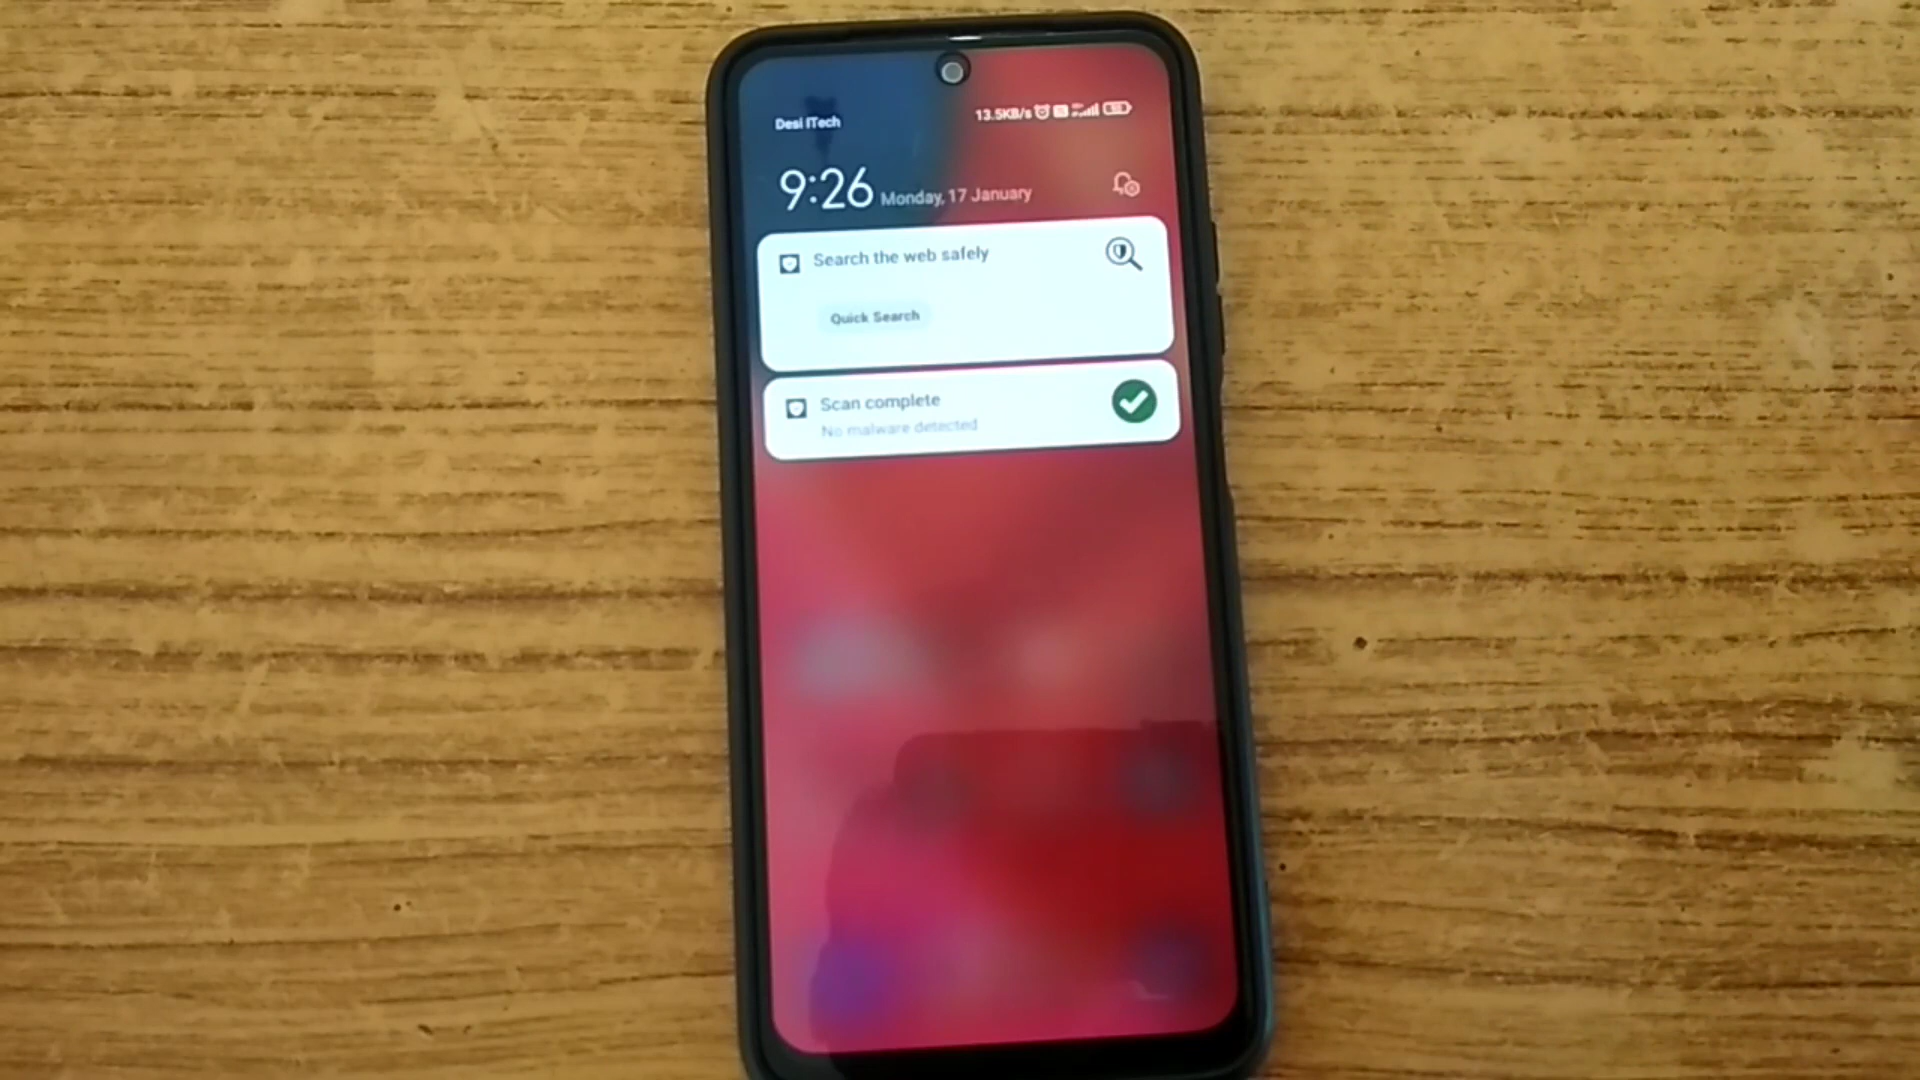 Desi ITech
13.5KB/s
9:26 Monday, 17 January
Search the web safely
Quick Search
Scan complete
No malware detected